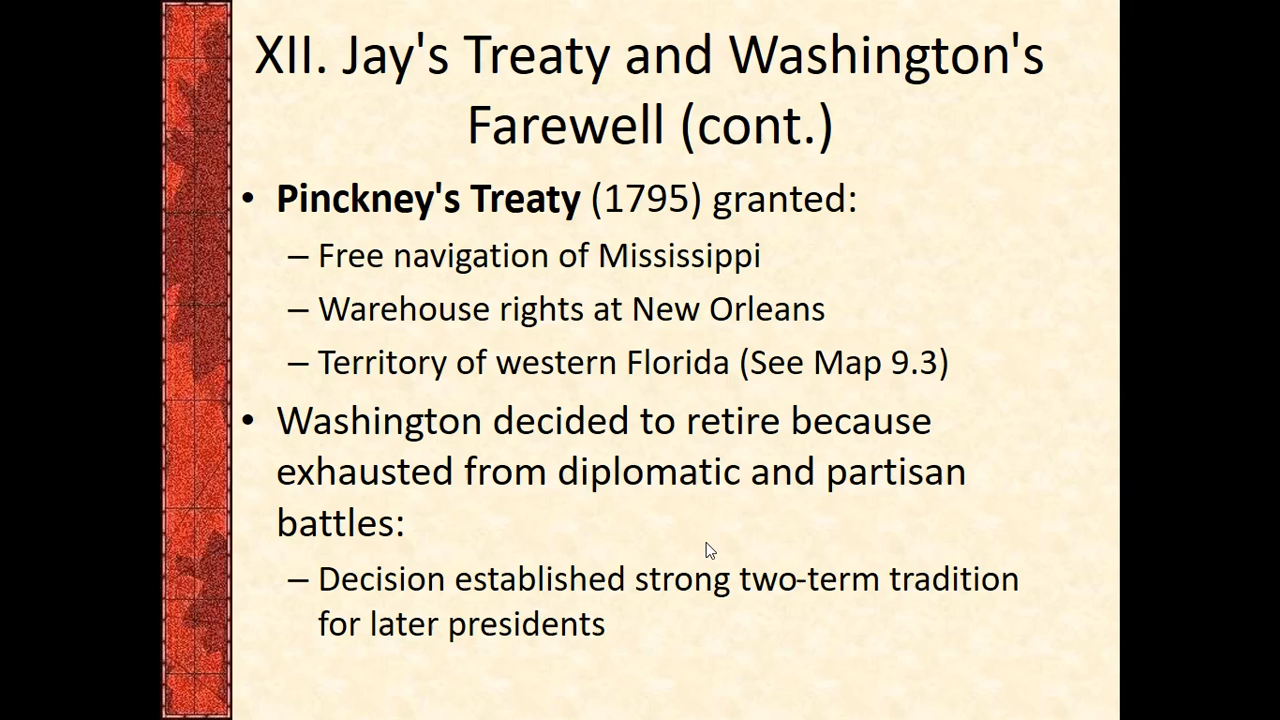 XII. Jay's Treaty and Washington's
Farewell (cont.)
• Pinckney's Treaty (1795) granted:
– Free navigation of Mississippi
– Warehouse rights at New Orleans
– Territory of western Florida (See Map 9.3)
• Washington decided to retire because
exhausted from diplomatic and partisan
battles:
– Decision established strong two-term tradition
for later presidents